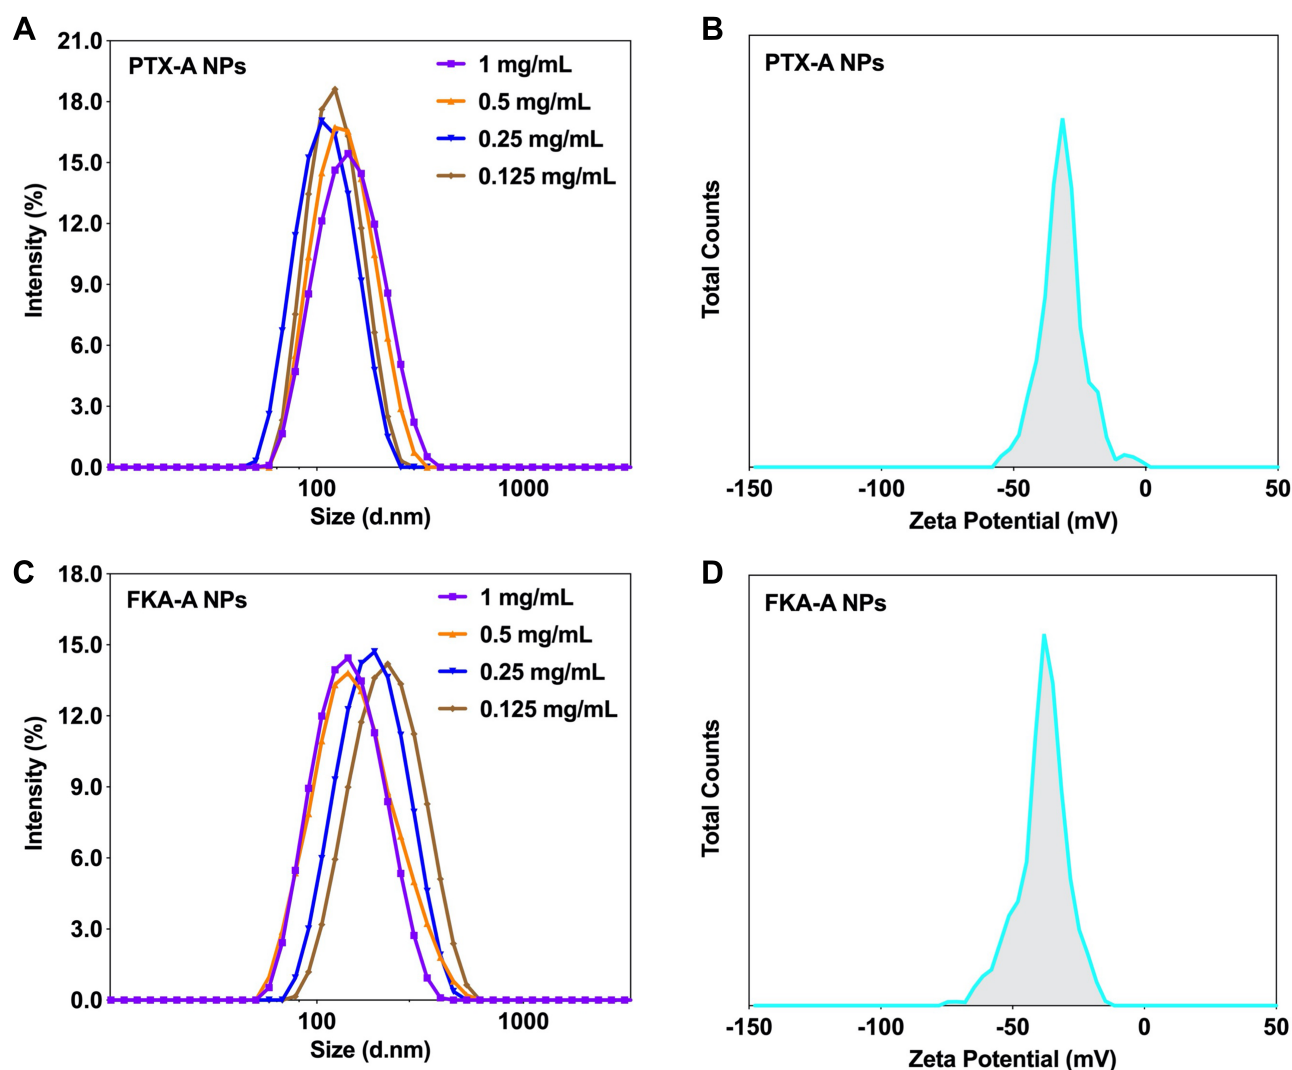 A
21.0
18.0
15.0
12.0
9.0
6.0
3.0
0.0
Intensity (%)
PTX-A NPs
1 mg/mL
0.5 mg/mL
0.25 mg/mL
0.125 mg/mL
100 1000
Size (d.nm)
B
PTX-A NPs
Total Counts
-150 -100 -50 0 50
Zeta Potential (mV)
C
18.0
15.0
12.0
9.0
6.0
3.0
0.0
Intensity (%)
FKA-A NPs
1 mg/mL
0.5 mg/mL
0.25 mg/mL
0.125 mg/mL
100 1000
Size (d.nm)
D
FKA-A NPs
Total Counts
-150 -100 -50 0 50
Zeta Potential (mV)